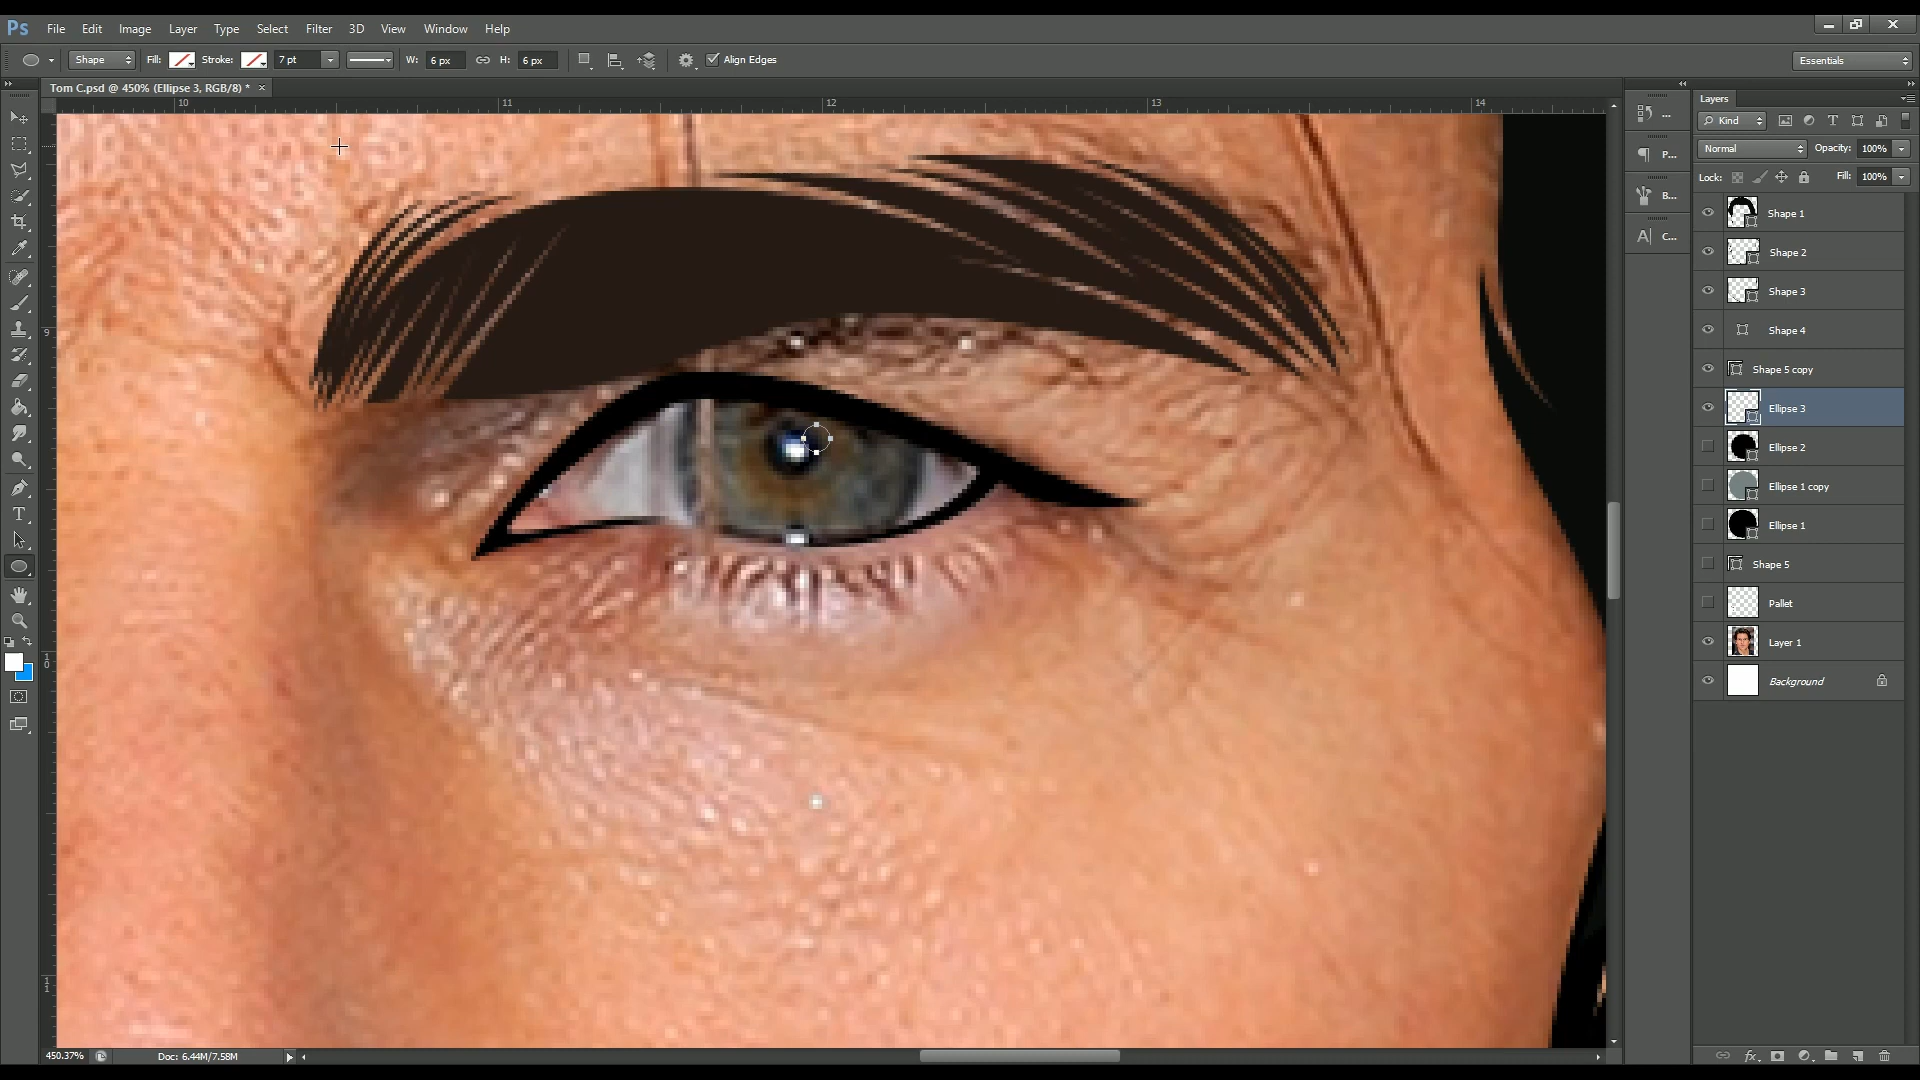 Ps File Edit Image Layer Type Select Filter 3D View Window Help
Shape Fill: Stroke: 7 pt W: 6 px H: 6 px Align Edges Essentials
Tom C.psd @ 450% (Ellipse 3, RGB/8) * ×
10 11 12 13 14
9
10
11
Layers
Kind
Normal Opacity: 100%
Lock: Fill: 100%
Shape 1
Shape 2
Shape 3
Shape 4
Shape 5 copy
Ellipse 3
Ellipse 2
Ellipse 1 copy
Ellipse 1
Shape 5
Pallet
Layer 1
Background
...
P...
B...
A| C...
T
fx
450.37% Doc: 6.44M/7.58M